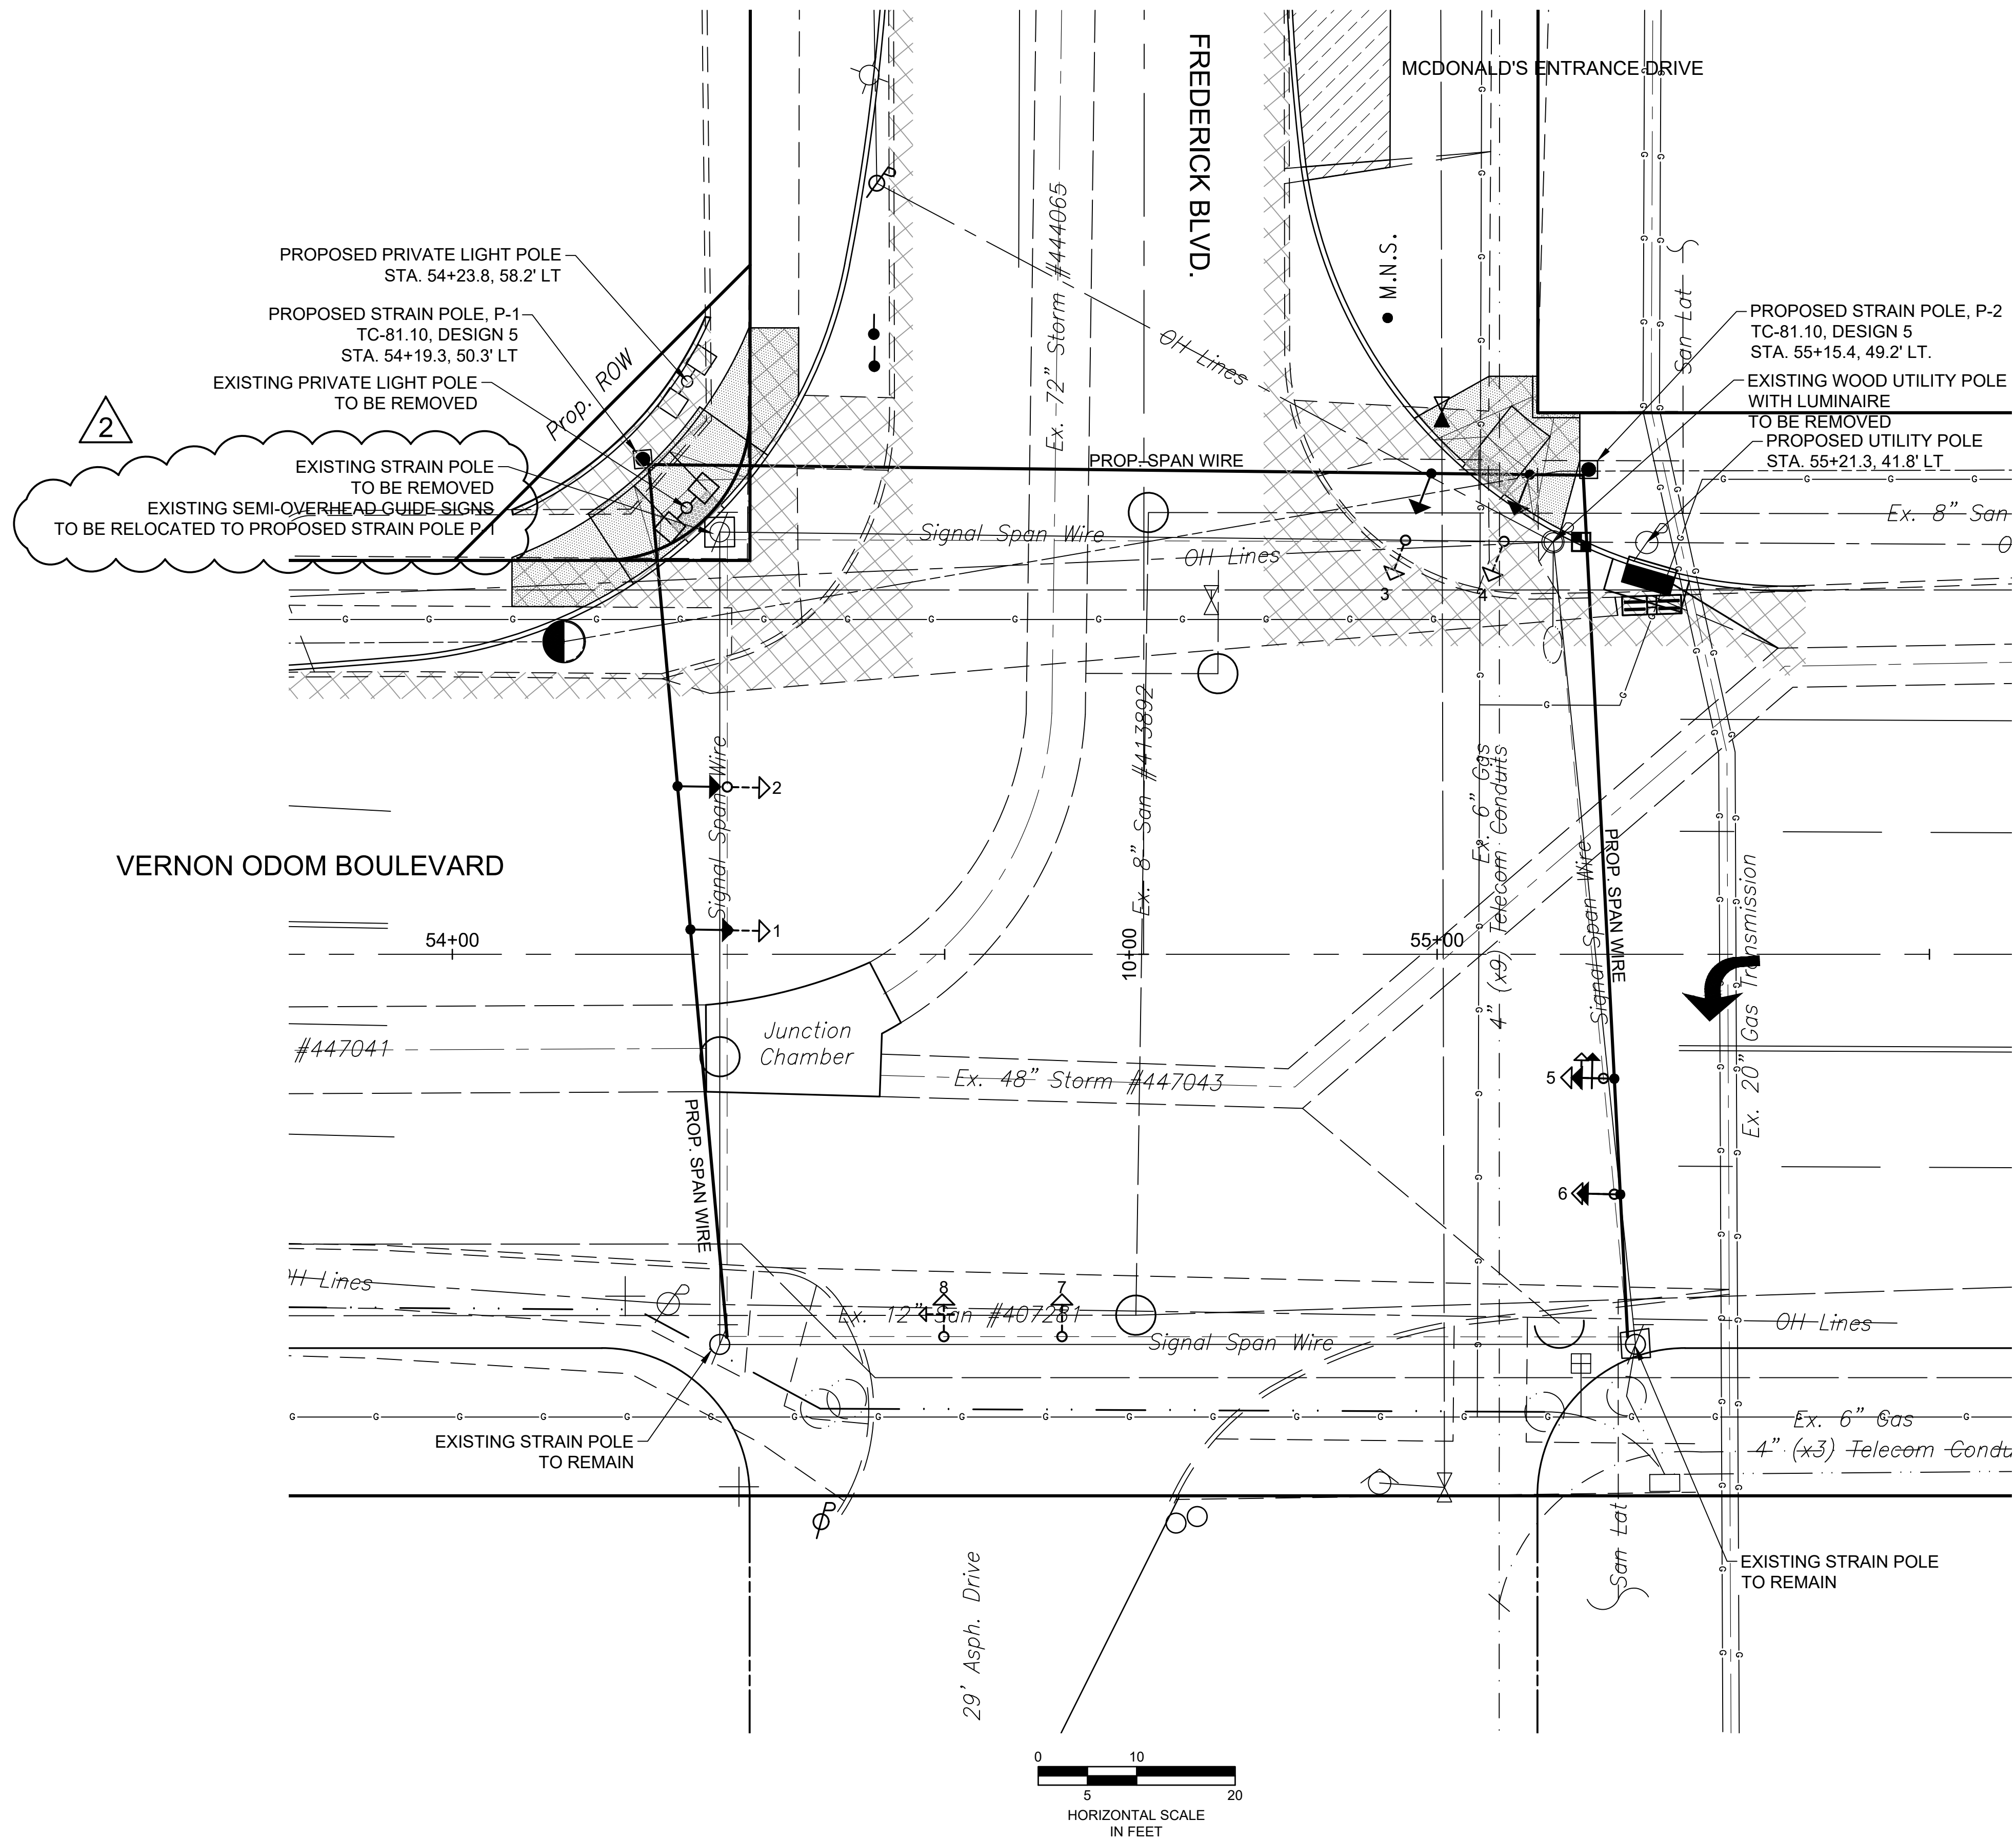 FREDERICK BLVD.
MCDONALD'S ENTRANCE DRIVE
PROPOSED PRIVATE LIGHT POLE
STA. 54+23.8, 58.2' LT
PROPOSED STRAIN POLE, P-1
TC-81.10, DESIGN 5
STA. 54+19.3, 50.3' LT
EXISTING PRIVATE LIGHT POLE
TO BE REMOVED
2
EXISTING STRAIN POLE
TO BE REMOVED
EXISTING SEMI-OVERHEAD GUIDE SIGNS
TO BE RELOCATED TO PROPOSED STRAIN POLE P-1
Prop. ROW
Ex. 72" Storm #444065
OH Lines
M.N.S.
San Lat
PROPOSED STRAIN POLE, P-2
TC-81.10, DESIGN 5
STA. 55+15.4, 49.2' LT.
EXISTING WOOD UTILITY POLE
WITH LUMINAIRE
TO BE REMOVED
PROPOSED UTILITY POLE
STA. 55+21.3, 41.8' LT
PROP. SPAN WIRE
Signal Span Wire
OH Lines
Ex. 8" San
O
3
4
G G G G G G G G G G G G G G
Signal Span Wire
2
1
Ex. 8" San #413892
Ex. 6" Gas
4" (x9) Telecom Conduits
Signal Span Wire
PROP. SPAN WIRE
Ex. 20" Gas Transmission
VERNON ODOM BOULEVARD
54+00
10+00
55+00
#447041
Junction
Chamber
Ex. 48" Storm #447043
5
6
PROP. SPAN WIRE
OH Lines
8
7
Ex. 12" San #407281
Signal Span Wire
OH Lines
EXISTING STRAIN POLE
TO REMAIN
Ex. 6" Gas
4" (x3) Telecom Condu
P
San Lat
EXISTING STRAIN POLE
TO REMAIN
29' Asph. Drive
0 10
5 20
HORIZONTAL SCALE
IN FEET